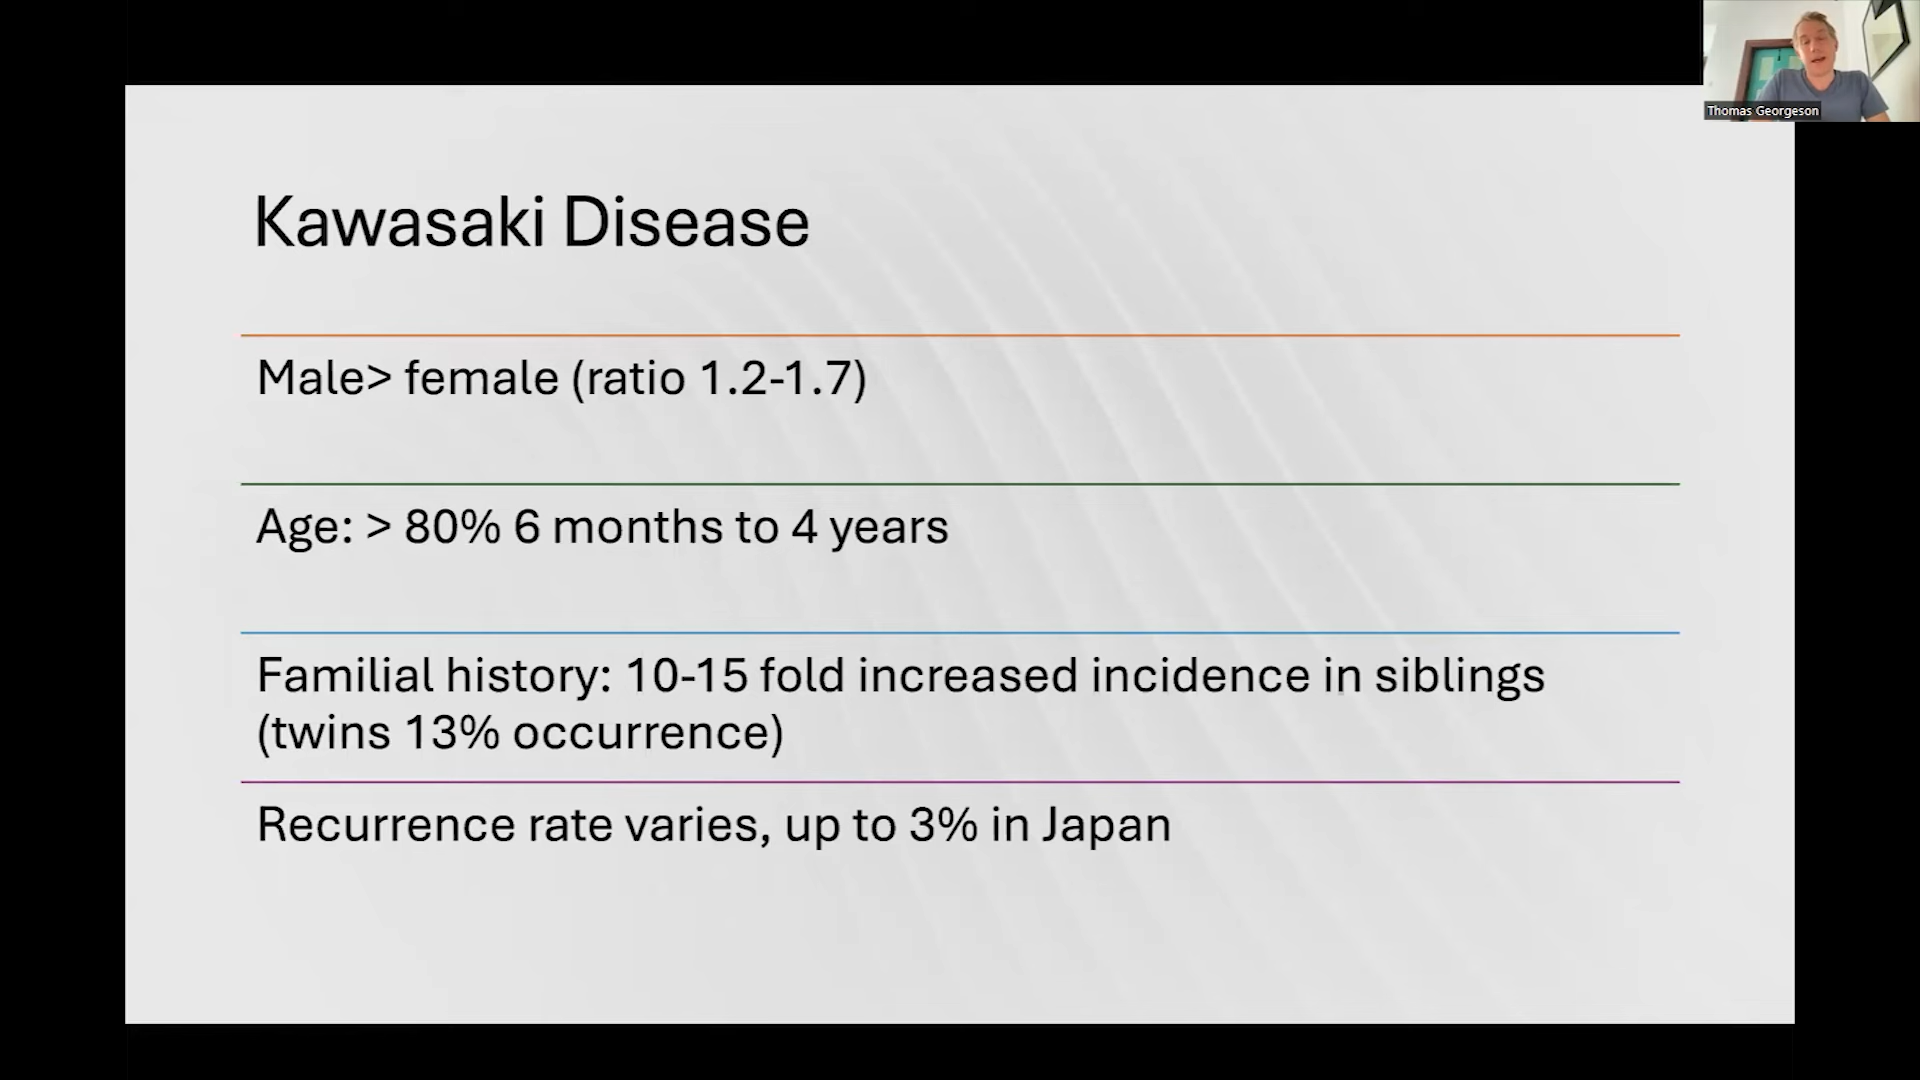 Thomas Georgeson
Kawasaki Disease
Male> female (ratio 1.2-1.7)
Age: > 80% 6 months to 4 years
Familial history: 10-15 fold increased incidence in siblings
(twins 13% occurrence)
Recurrence rate varies, up to 3% in Japan